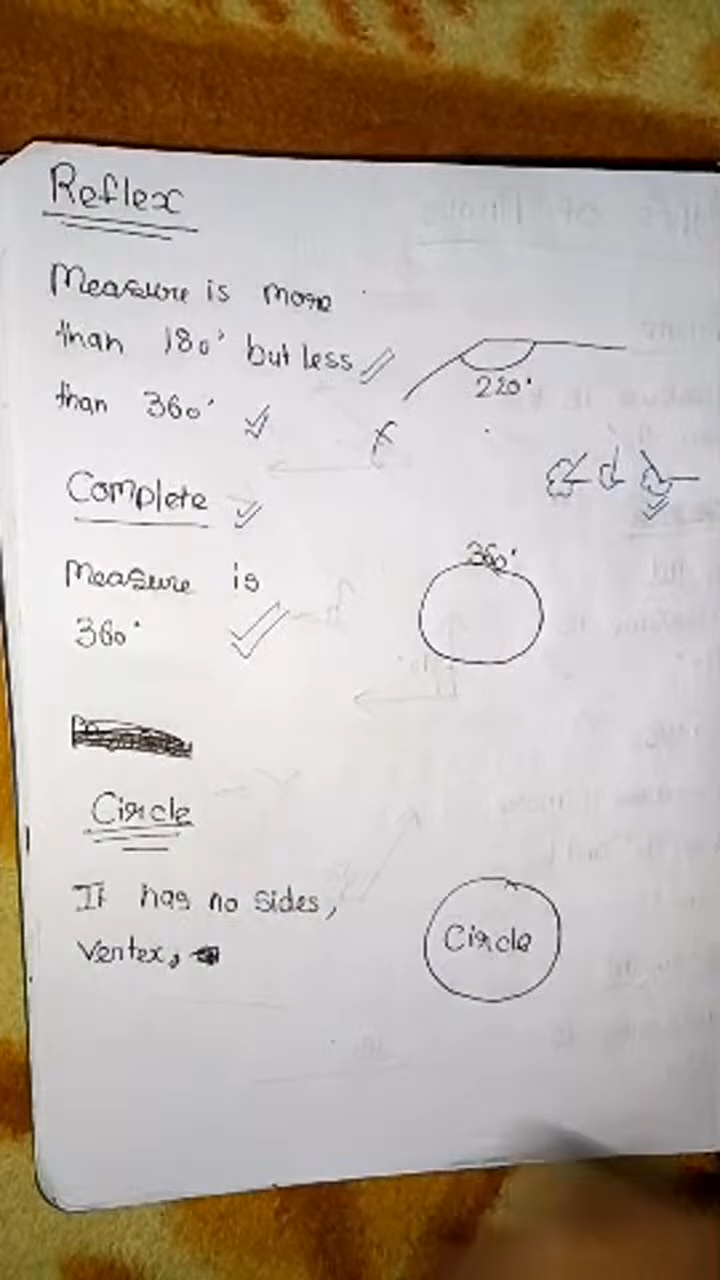 Reflex
Measure is more
than 180° but less
than 360°
220°
Complete
360°
Measure is
360°
Circle
It has no sides,
Vertex,
Circle